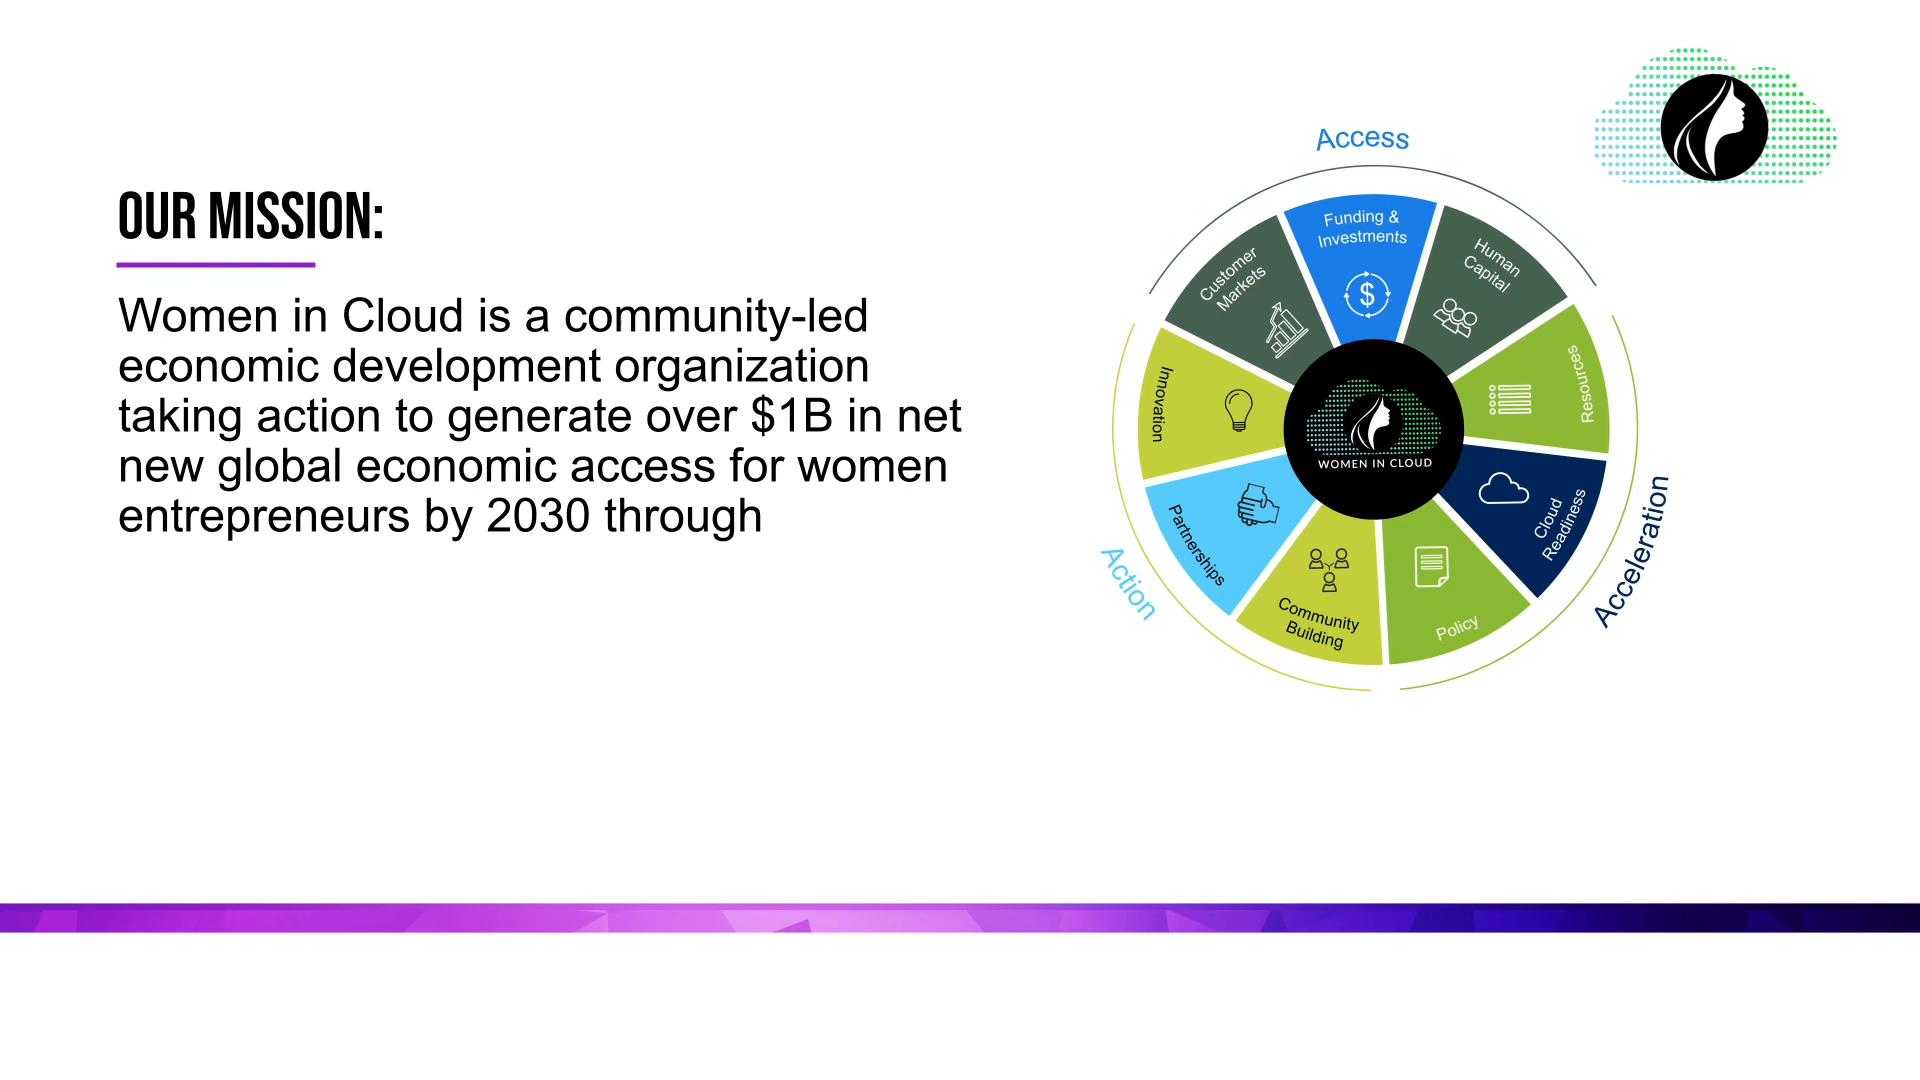 OUR MISSION:
Women in Cloud is a community-led
economic development organization
taking action to generate over $1B in net
new global economic access for women
entrepreneurs by 2030 through
Access
Funding &
Investments
$
Human
Capital
Resources
Cloud
Readiness
Acceleration
Policy
Community
Building
Partnerships
Action
Innovation
Customer
Markets
WOMEN IN CLOUD